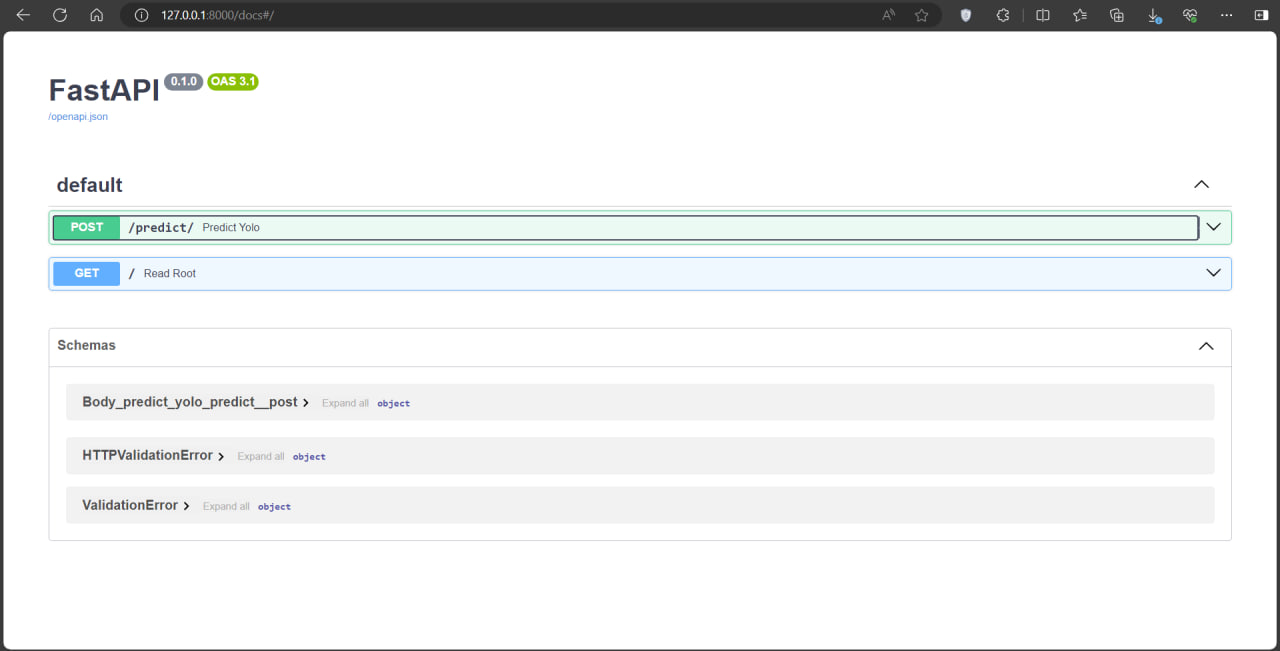 127.0.0.1:8000/docs#/
FastAPI 0.1.0 OAS 3.1
/openapi.json
default
POST /predict/ Predict Yolo
GET / Read Root
Schemas
Body_predict_yolo_predict__post Expand all object
HTTPValidationError Expand all object
ValidationError Expand all object